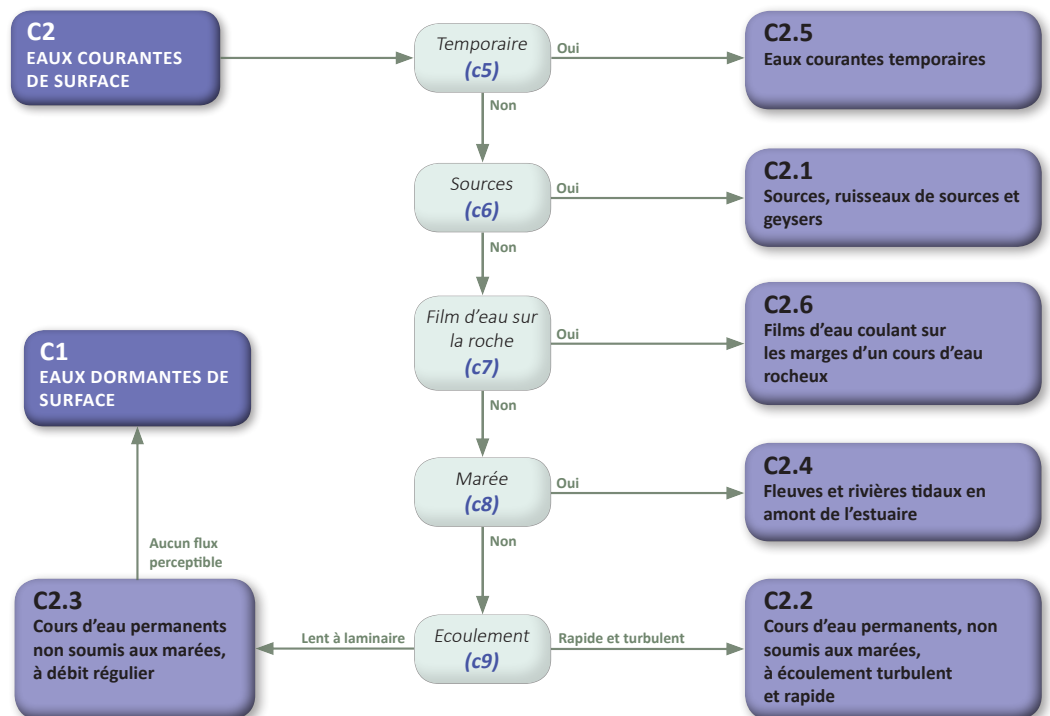 C2
EAUX COURANTES
DE SURFACE
Temporaire
(c5)
Oui
C2.5
Eaux courantes temporaires
Non
Sources
(c6)
Oui
C2.1
Sources, ruisseaux de sources et
geysers
Non
Film d'eau sur
la roche
(c7)
Oui
C2.6
Films d'eau coulant sur
les marges d'un cours d'eau
rocheux
C1
EAUX DORMANTES DE
SURFACE
Non
Marée
(c8)
Oui
C2.4
Fleuves et rivières tidaux en
amont de l'estuaire
Non
Aucun flux
perceptible
C2.3
Cours d'eau permanents
non soumis aux marées,
à débit régulier
Lent à laminaire
Ecoulement
(c9)
Rapide et turbulent
C2.2
Cours d'eau permanents, non
soumis aux marées,
à écoulement turbulent
et rapide